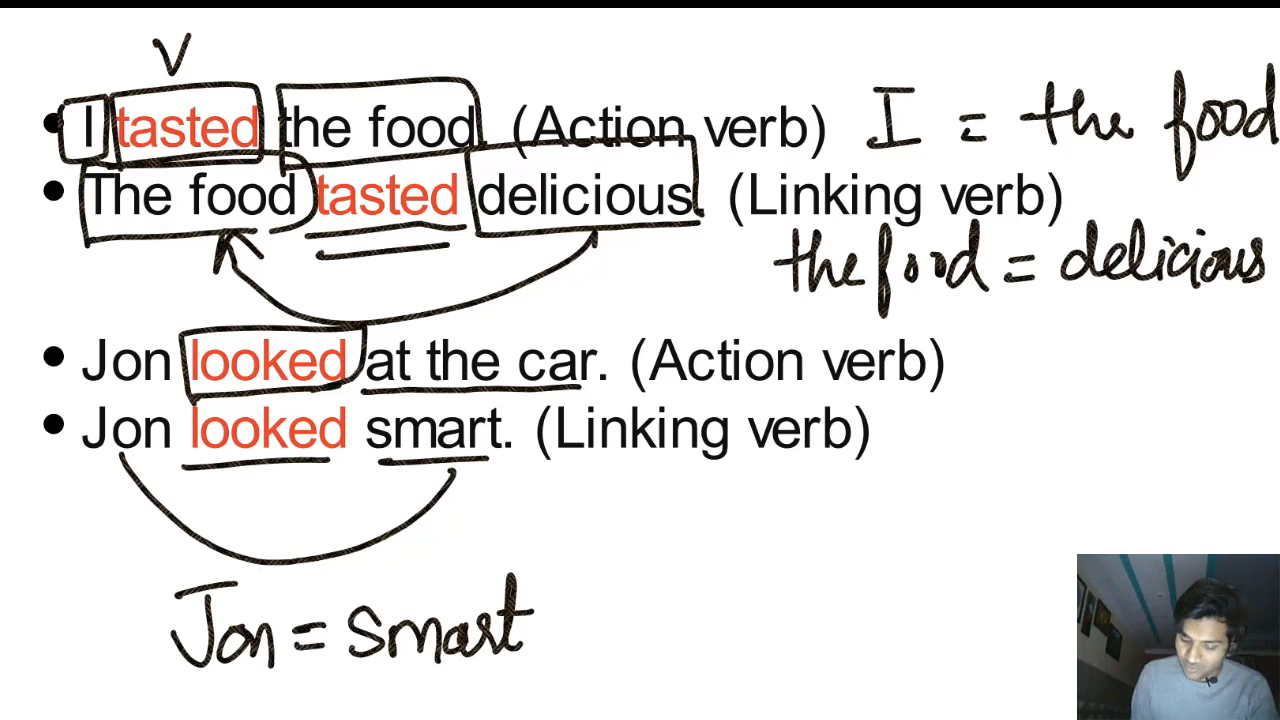 V
• I tasted the food. (Action verb) I = the food
• The food tasted delicious. (Linking verb)
the food = delicious
• Jon looked at the car. (Action verb)
• Jon looked smart. (Linking verb)
Jon = smart